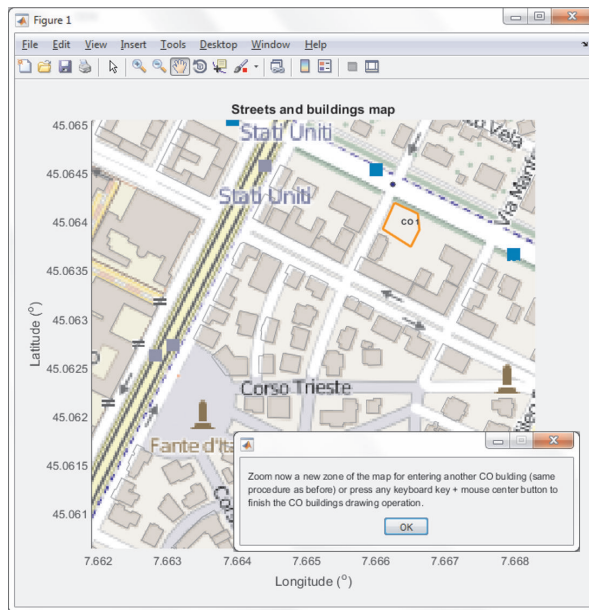 Figure 1
File Edit View Insert Tools Desktop Window Help
Streets and buildings map
45.065
45.0645
45.064
45.0635
45.063
45.0625
45.062
45.0615
45.061
Latitude (°)
Stati Uniti
Stati Uniti
Vela
CO 1
Corso Trieste
Fante d'Ita
Zoom now a new zone of the map for entering another CO bulding (same
procedure as before) or press any keyboard key + mouse center button to
finish the CO buildings drawing operation.
OK
7.662 7.663 7.664 7.665 7.666 7.667 7.668
Longitude (°)